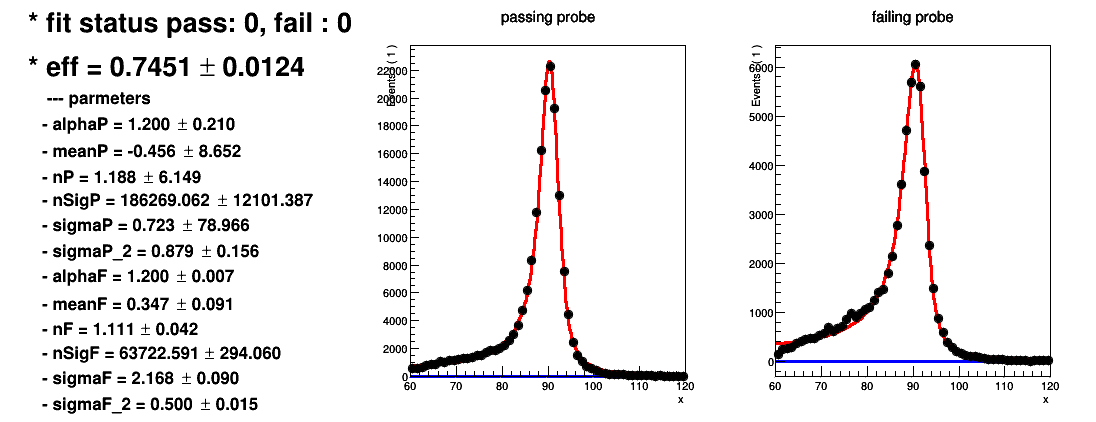 * fit status pass: 0, fail : 0
* eff = 0.7451 ± 0.0124
--- parmeters
- alphaP = 1.200 ± 0.210
- meanP = -0.456 ± 8.652
- nP = 1.188 ± 6.149
- nSigP = 186269.062 ± 12101.387
- sigmaP = 0.723 ± 78.966
- sigmaP_2 = 0.879 ± 0.156
- alphaF = 1.200 ± 0.007
- meanF = 0.347 ± 0.091
- nF = 1.111 ± 0.042
- nSigF = 63722.591 ± 294.060
- sigmaF = 2.168 ± 0.090
- sigmaF_2 = 0.500 ± 0.015
passing probe
Events / ( 1 )
22000
20000
18000
16000
14000
12000
10000
8000
6000
4000
2000
0
60 70 80 90 100 110 120
x
failing probe
Events / ( 1 )
6000
5000
4000
3000
2000
1000
0
60 70 80 90 100 110 120
x